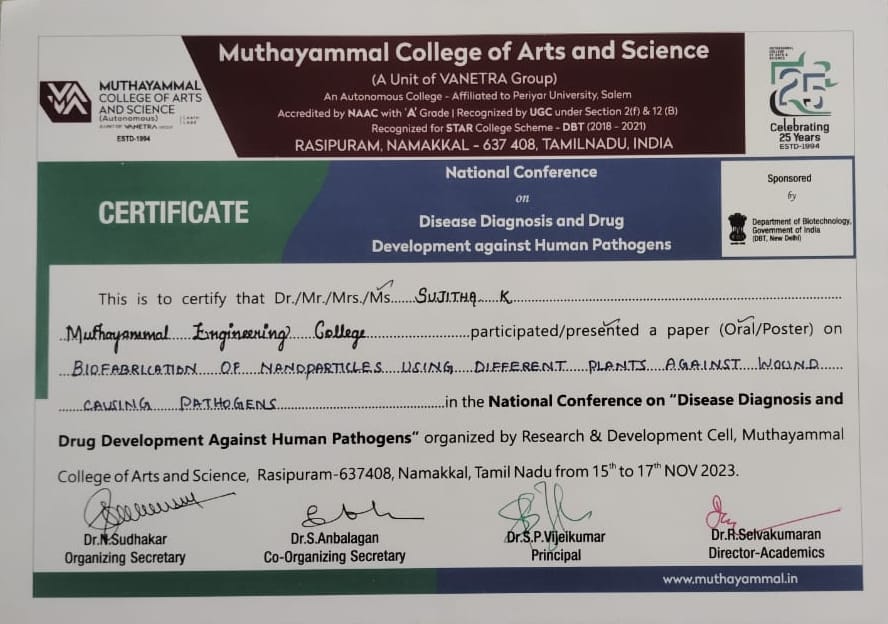 Muthayammal College of Arts and Science
(A Unit of VANETRA Group)
An Autonomous College - Affiliated to Periyar University, Salem
Accredited by NAAC with 'A' Grade | Recognized by UGC under Section 2(f) & 12 (B)
Recognized for STAR College Scheme - DBT (2018 - 2021)
RASIPURAM, NAMAKKAL - 637 408, TAMILNADU, INDIA
MUTHAYAMMAL
COLLEGE OF ARTS
AND SCIENCE
(Autonomous)
ESTD-1994
25
Celebrating
25 Years
ESTD-1994
CERTIFICATE
National Conference
on
Disease Diagnosis and Drug
Development against Human Pathogens
Sponsored
by
Department of Biotechnology,
Government of India
(DBT, New Delhi)
This is to certify that Dr./Mr./Mrs./Ms. SUJITHA K
Muthayammal Engineering College participated/presented a paper (Oral/Poster) on
BIOFABRICATION OF NANOPARTICLES USING DIFFERENT PLANTS AGAINST WOUND
CAUSING PATHOGENS in the National Conference on "Disease Diagnosis and
Drug Development Against Human Pathogens" organized by Research & Development Cell, Muthayammal
College of Arts and Science, Rasipuram-637408, Namakkal, Tamil Nadu from 15th to 17th NOV 2023.
Dr.N.Sudhakar
Organizing Secretary
Dr.S.Anbalagan
Co-Organizing Secretary
Dr.S.P.Vijeikumar
Principal
Dr.R.Selvakumaran
Director-Academics
www.muthayammal.in